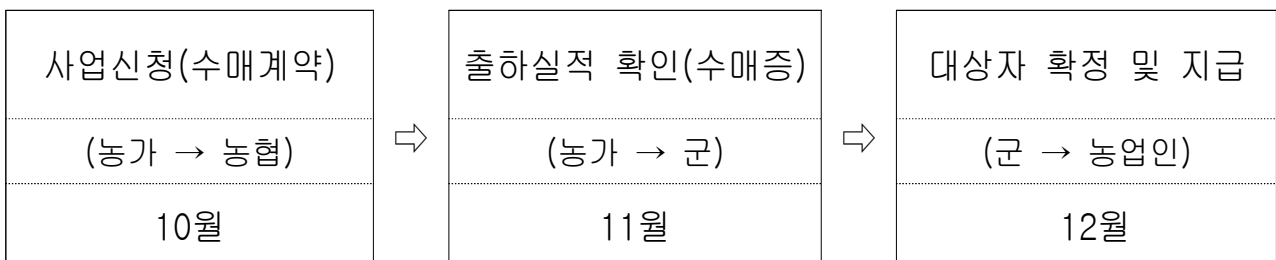 사업신청(수매계약)
(농가 → 농협)
10월
⇨
출하실적 확인(수매증)
(농가 → 군)
11월
⇨
대상자 확정 및 지급
(군 → 농업인)
12월